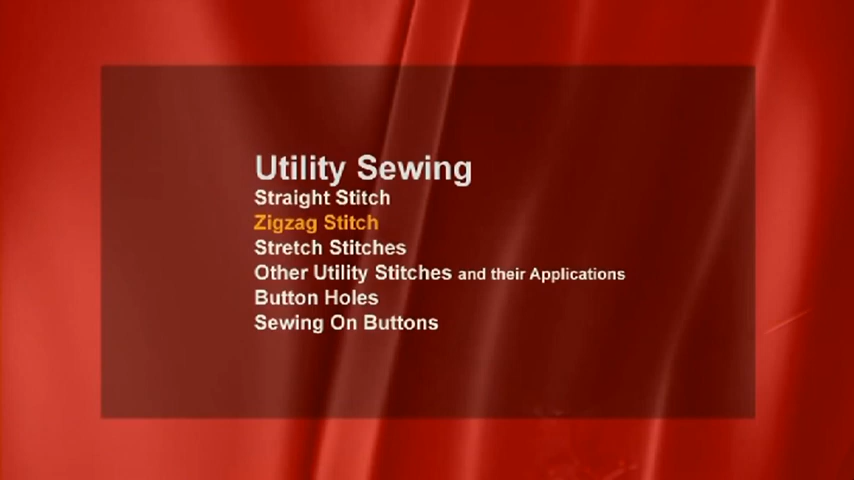 Utility Sewing
Straight Stitch
Zigzag Stitch
Stretch Stitches
Other Utility Stitches and their Applications
Button Holes
Sewing On Buttons